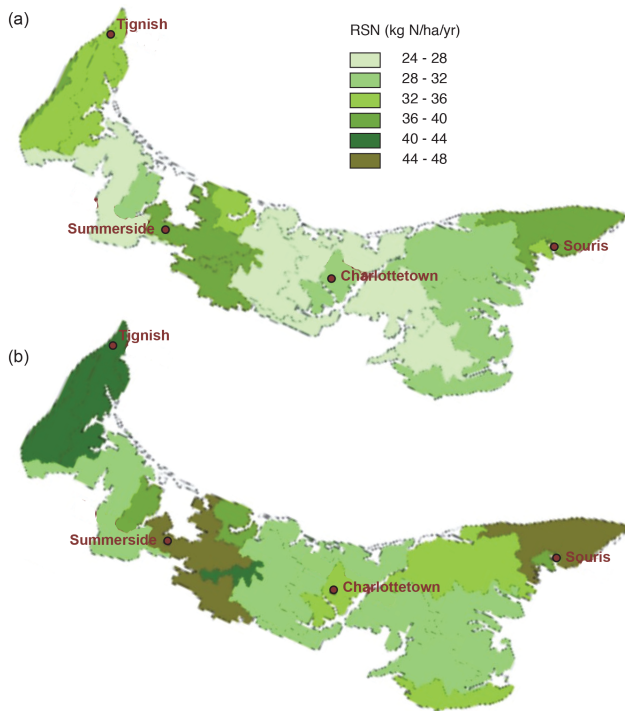 (a)
Tignish
RSN (kg N/ha/yr)
24 - 28
28 - 32
32 - 36
36 - 40
40 - 44
44 - 48
Summerside
Souris
Charlottetown
(b)
Tignish
Summerside
Souris
Charlottetown